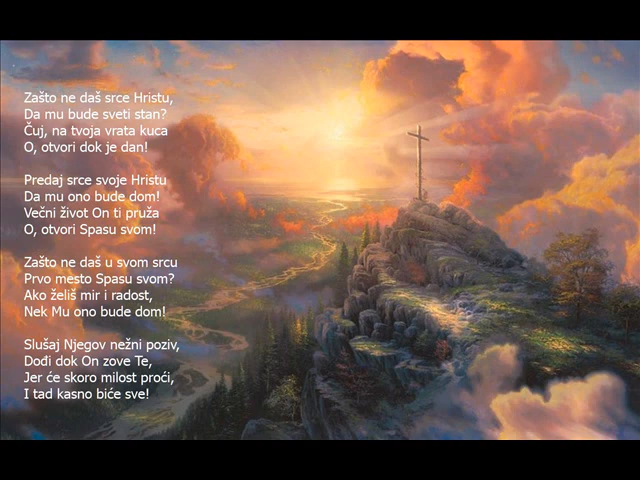 Zašto ne daš srce Hristu,
Da mu bude sveti stan?
Čuj, na tvoja vrata kuca
O, otvori dok je dan!

Predaj srce svoje Hristu
Da mu ono bude dom!
Večni život On ti pruža
O, otvori Spasu svom!

Zašto ne daš u svom srcu
Prvo mesto Spasu svom?
Ako želiš mir i radost,
Nek Mu ono bude dom!

Slušaj Njegov nežni poziv,
Dođi dok On zove Te,
Jer će skoro milost proći,
I tad kasno biće sve!